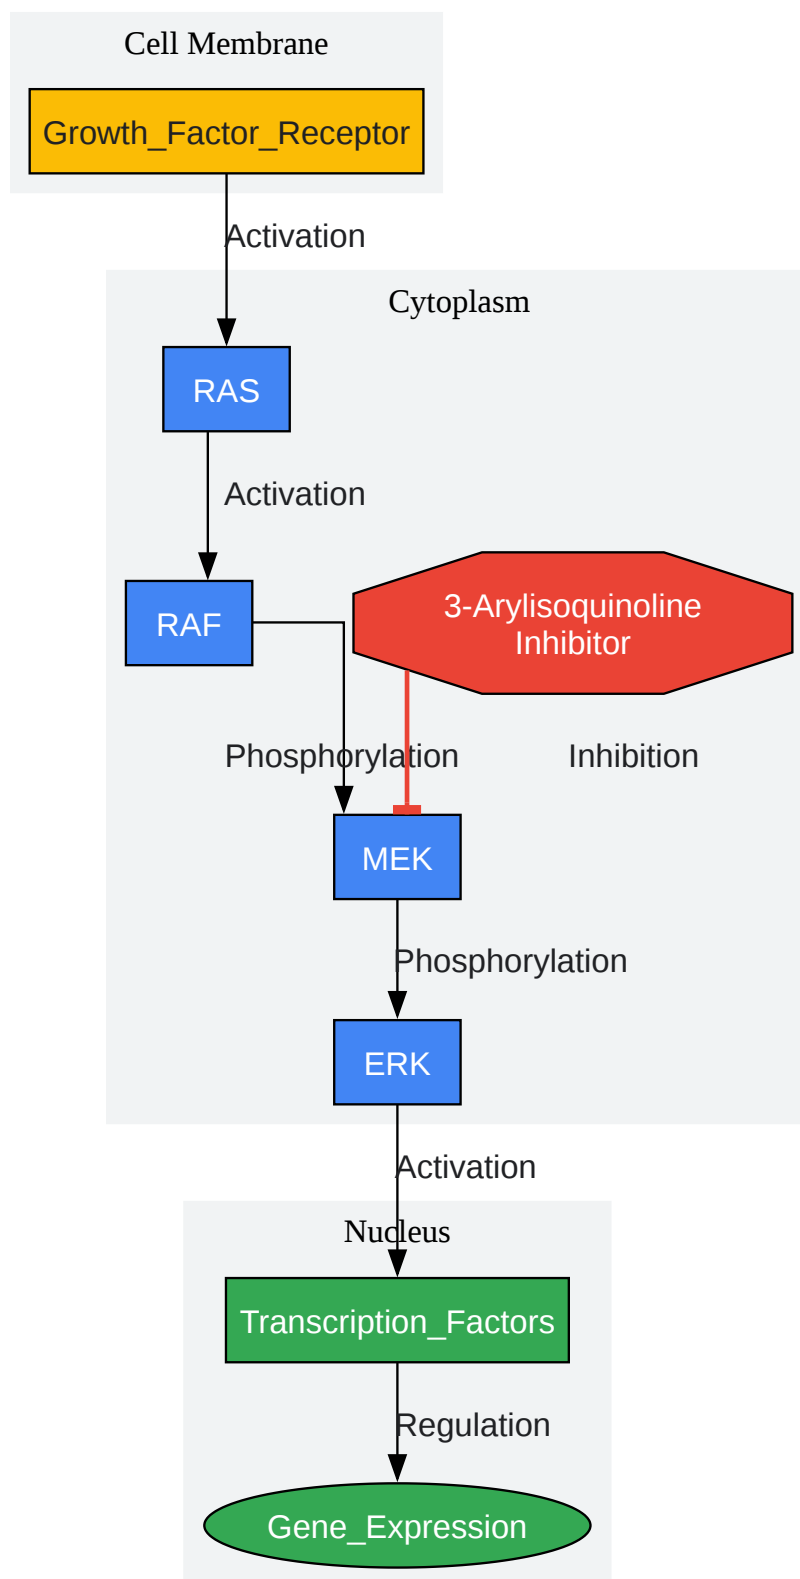 Cell Membrane
Growth_Factor_Receptor
Activation
Cytoplasm
RAS
Activation
RAF
3-Arylisoquinoline
Inhibitor
Phosphorylation
Inhibition
MEK
Phosphorylation
ERK
Activation
Nucleus
Transcription_Factors
Regulation
Gene_Expression